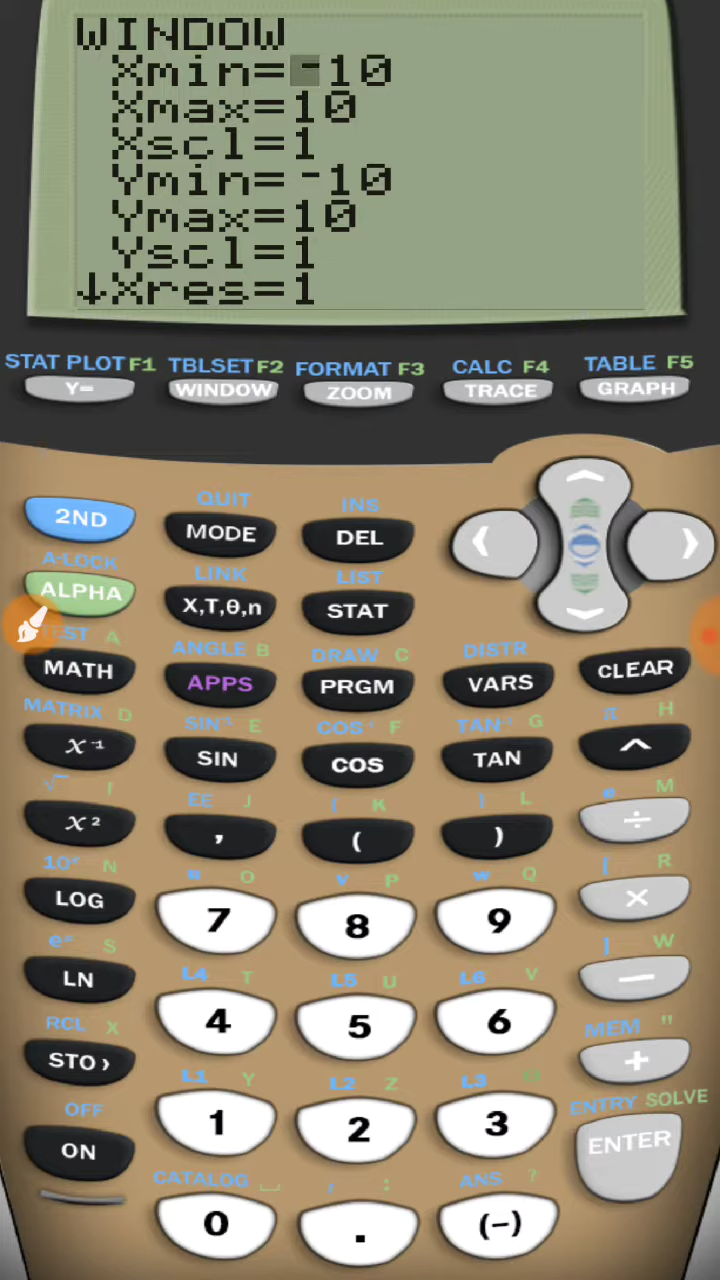 WINDOW
Xmin=-10
Xmax=10
Xscl=1
Ymin=-10
Ymax=10
Yscl=1
↓Xres=1
STAT PLOT F1 TBLSET F2 FORMAT F3 CALC F4 TABLE F5
Y= WINDOW ZOOM TRACE GRAPH
QUIT INS
2ND MODE DEL
A-LOCK LINK LIST
ALPHA X,T,θ,n STAT
TEST A ANGLE B DRAW C DISTR
MATH APPS PRGM VARS CLEAR
MATRIX D SIN⁻¹ E COS⁻¹ F TAN⁻¹ G π H
x⁻¹ SIN COS TAN ^
√ I EE J { K } L e M
x² , ( ) ÷
10ˣ N u O v P w Q [ R
LOG 7 8 9 ×
eˣ S L4 T L5 U L6 V ] W
LN 4 5 6 −
RCL X L1 Y L2 Z L3 θ MEM "
STO › 1 2 3 +
OFF CATALOG ⎵ : ANS ? ENTRY SOLVE
ON 0 . (−) ENTER